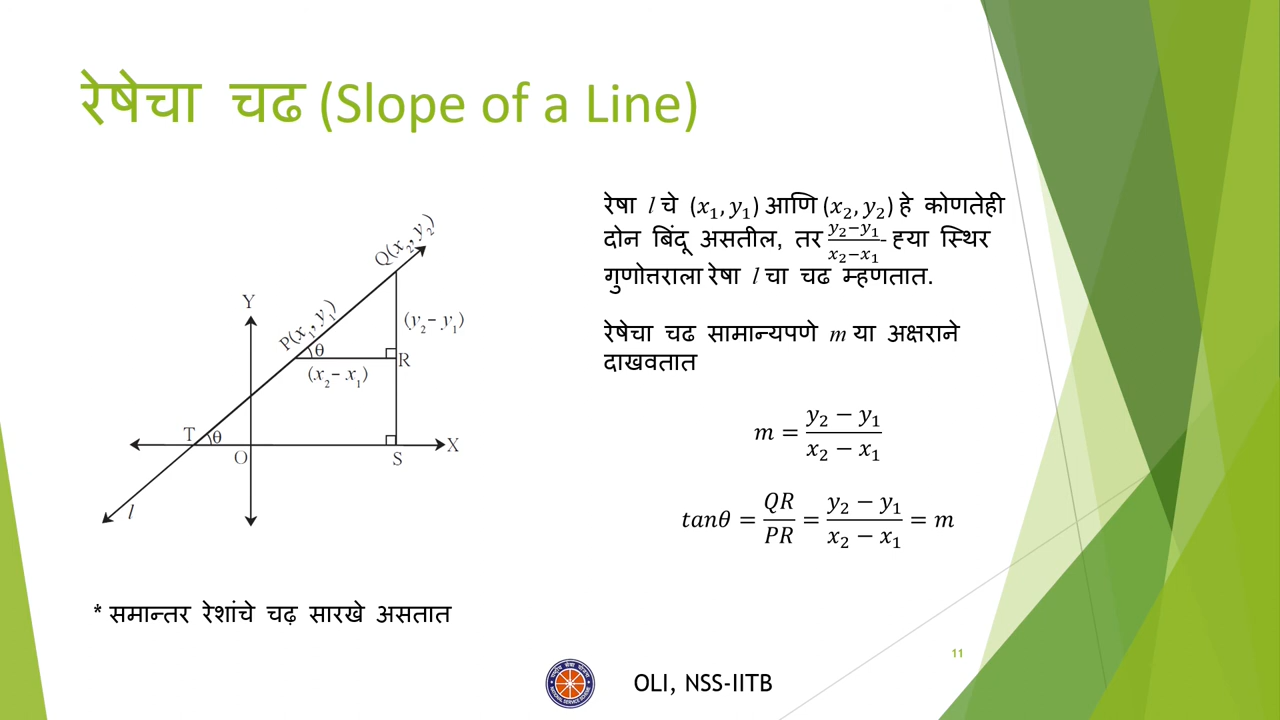 रेषेचा चढ (Slope of a Line)
Q(x₂, y₂)
Y
P(x₁, y₁)
(y₂ − y₁)
θ
R
(x₂ − x₁)
T
θ
X
O
S
l
* समान्तर रेशांचे चढ़ सारखे असतात
रेषा l चे (x₁, y₁) आणि (x₂, y₂) हे कोणतेही
दोन बिंदू असतील, तर (y₂−y₁)/(x₂−x₁)- ह्या स्थिर
गुणोत्तराला रेषा l चा चढ म्हणतात.
रेषेचा चढ सामान्यपणे m या अक्षराने
दाखवतात
m = (y₂ − y₁)/(x₂ − x₁)
tanθ = QR/PR = (y₂ − y₁)/(x₂ − x₁) = m
11
OLI, NSS-IITB